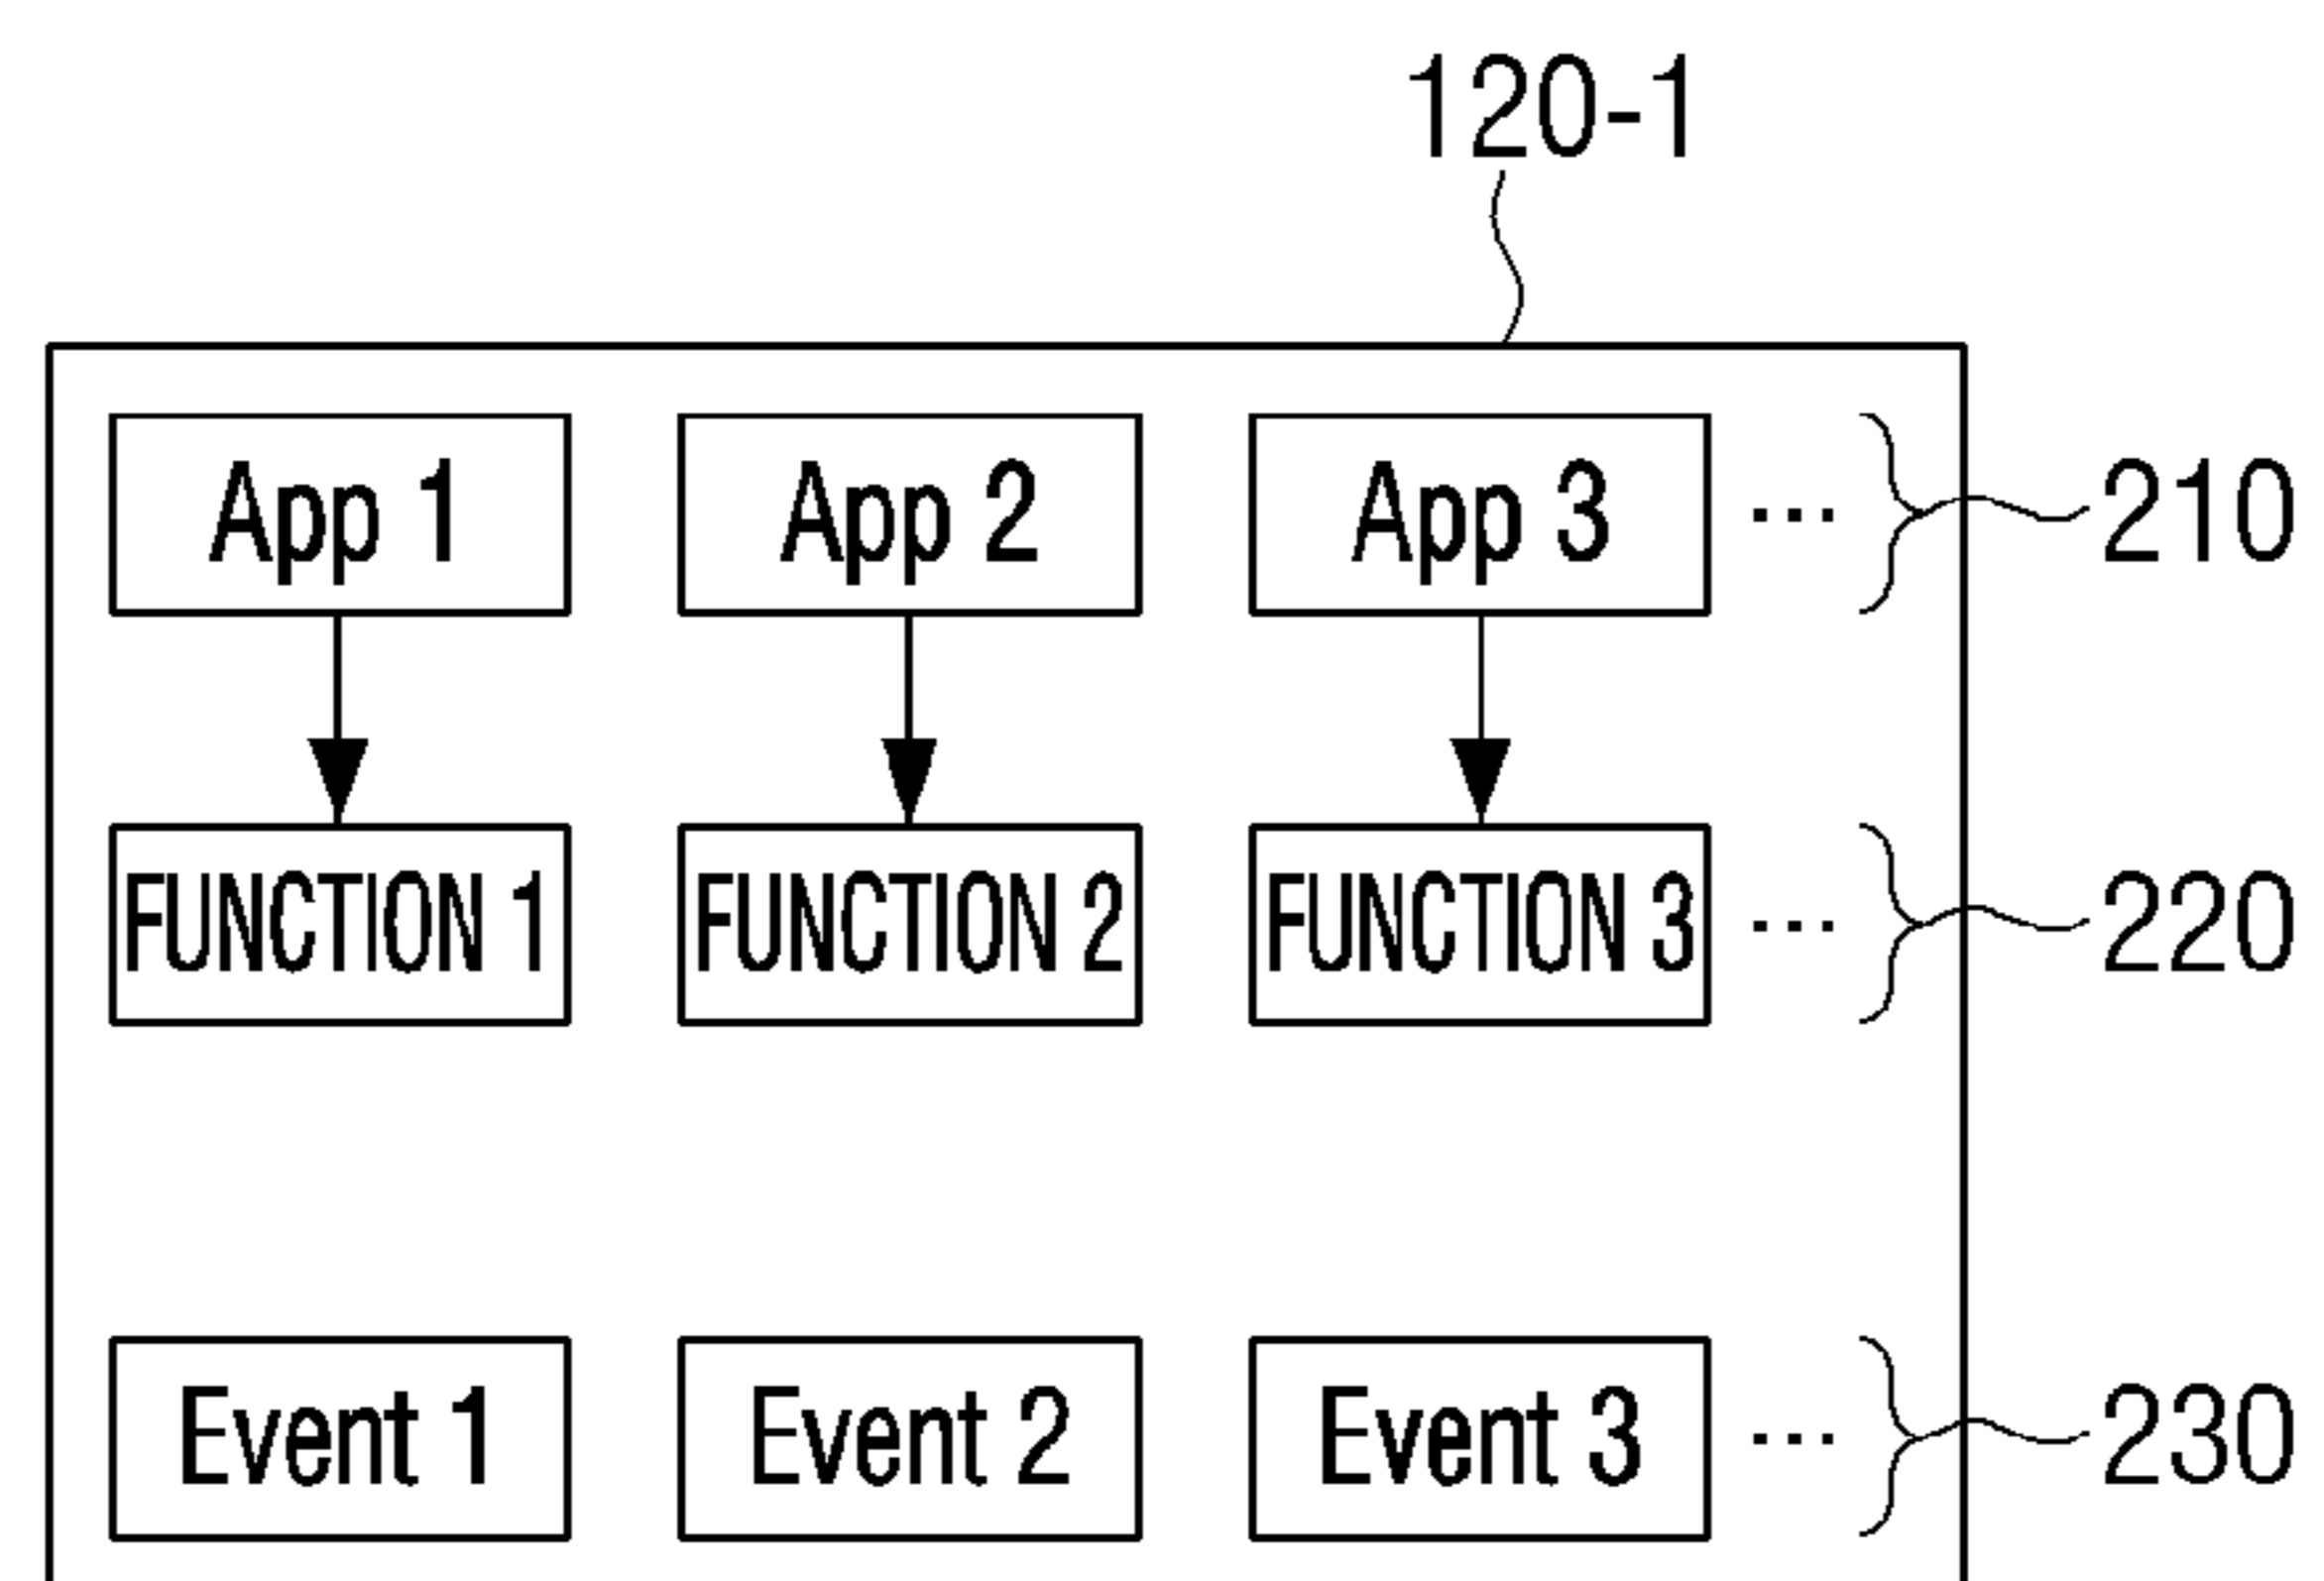 120-1
App 1 App 2 App 3 ... 210
FUNCTION 1 FUNCTION 2 FUNCTION 3 ... 220
Event 1 Event 2 Event 3 ... 230